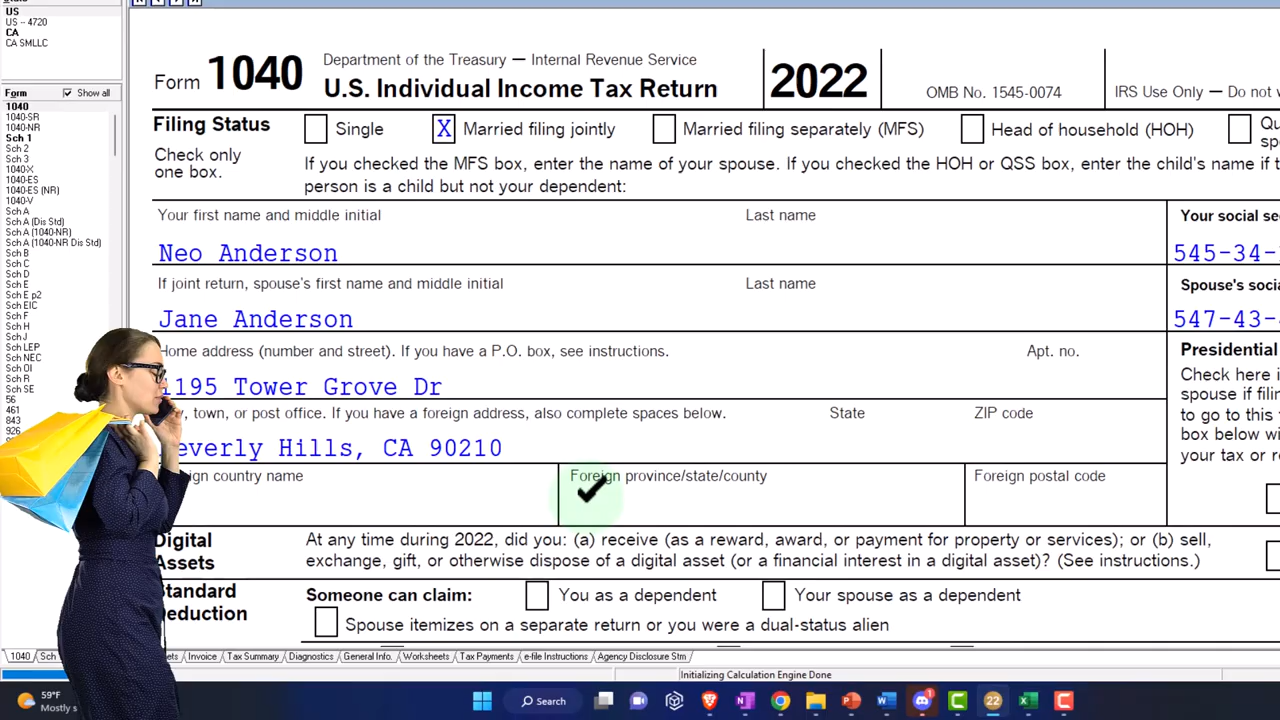 US
US -- 4720
CA
CA SMLLC
Form
Show all
1040
1040-SR
1040-NR
Sch 1
Sch 2
Sch 3
1040-X
1040-ES
1040-ES (NR)
1040-V
Sch A
Sch A (Dis Std)
Sch A (1040-NR)
Sch A (1040-NR Dis Std)
Sch B
Sch C
Sch D
Sch E
Sch E p2
Sch EIC
Sch F
Sch H
Sch J
Sch LEP
Sch NEC
Sch OI
Sch R
Sch SE
56
461
843
926
Form 1040
Department of the Treasury — Internal Revenue Service
U.S. Individual Income Tax Return
2022
OMB No. 1545-0074
IRS Use Only — Do not
Filing Status
Check only
one box.
Single
X Married filing jointly
Married filing separately (MFS)
Head of household (HOH)
If you checked the MFS box, enter the name of your spouse. If you checked the HOH or QSS box, enter the child's name if
person is a child but not your dependent:
Your first name and middle initial Last name Your social
Neo Anderson 545-34-
If joint return, spouse's first name and middle initial Last name Spouse's
Jane Anderson 547-43-
Home address (number and street). If you have a P.O. box, see instructions. Apt. no.
1195 Tower Grove Dr
town, or post office. If you have a foreign address, also complete spaces below. State ZIP code
Beverly Hills, CA 90210
country name Foreign province/state/county Foreign postal code
Presidential
Check here
spouse if
to go to this
box below
your tax or
Digital
Assets
At any time during 2022, did you: (a) receive (as a reward, award, or payment for property or services); or (b) sell,
exchange, gift, or otherwise dispose of a digital asset (or a financial interest in a digital asset)? (See instructions.)
Standard
Deduction
Someone can claim: You as a dependent Your spouse as a dependent
Spouse itemizes on a separate return or you were a dual-status alien
1040 Sch Invoice Tax Summary Diagnostics General Info. Worksheets Tax Payments e-file Instructions Agency Disclosure Stm
Initializing Calculation Engine Done
59°F
Mostly
Search
1
22